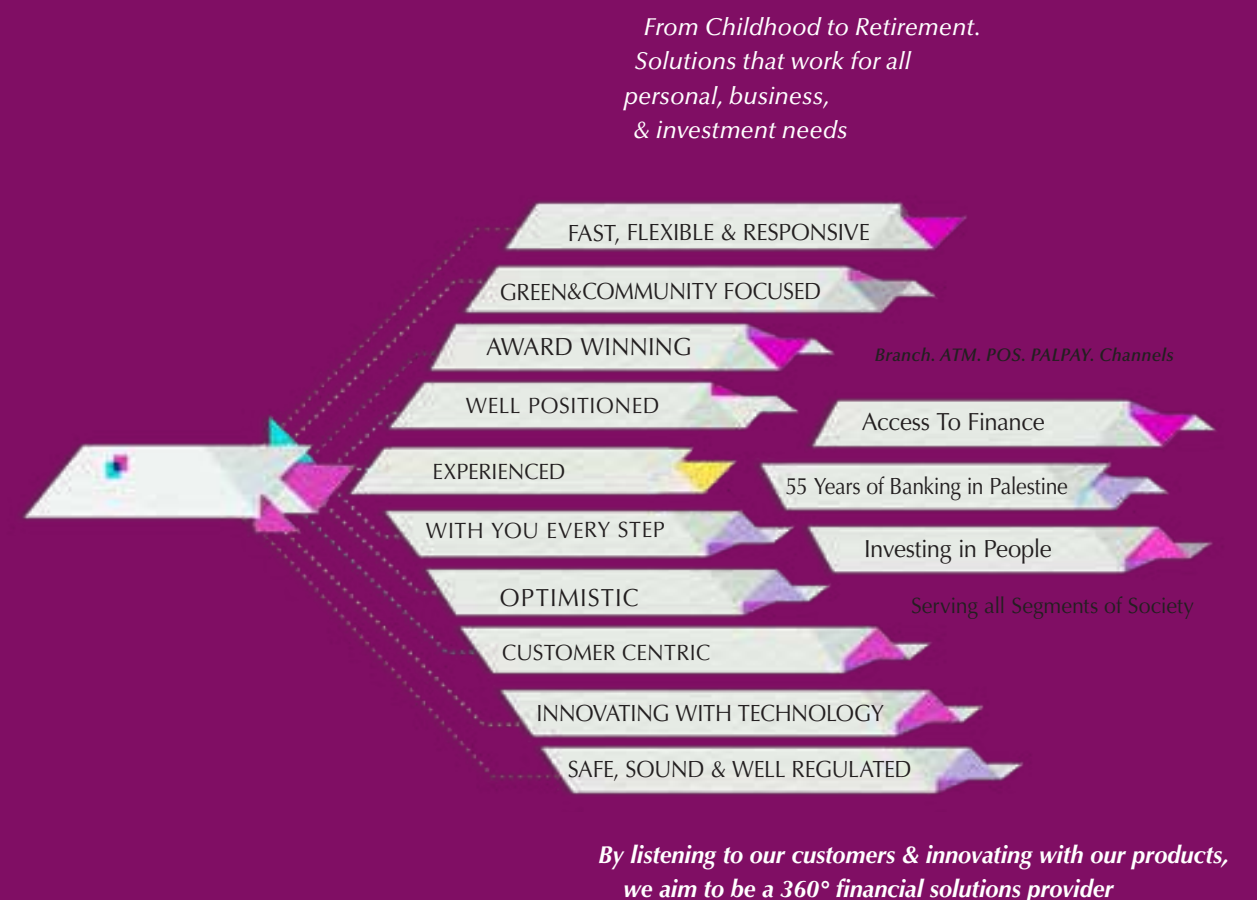 From Childhood to Retirement.
Solutions that work for all
personal, business,
& investment needs
FAST, FLEXIBLE & RESPONSIVE
GREEN&COMMUNITY FOCUSED
AWARD WINNING
Branch. ATM. POS. PALPAY. Channels
WELL POSITIONED
Access To Finance
EXPERIENCED
55 Years of Banking in Palestine
WITH YOU EVERY STEP
Investing in People
OPTIMISTIC
Serving all Segments of Society
CUSTOMER CENTRIC
INNOVATING WITH TECHNOLOGY
SAFE, SOUND & WELL REGULATED
By listening to our customers & innovating with our products,
we aim to be a 360° financial solutions provider